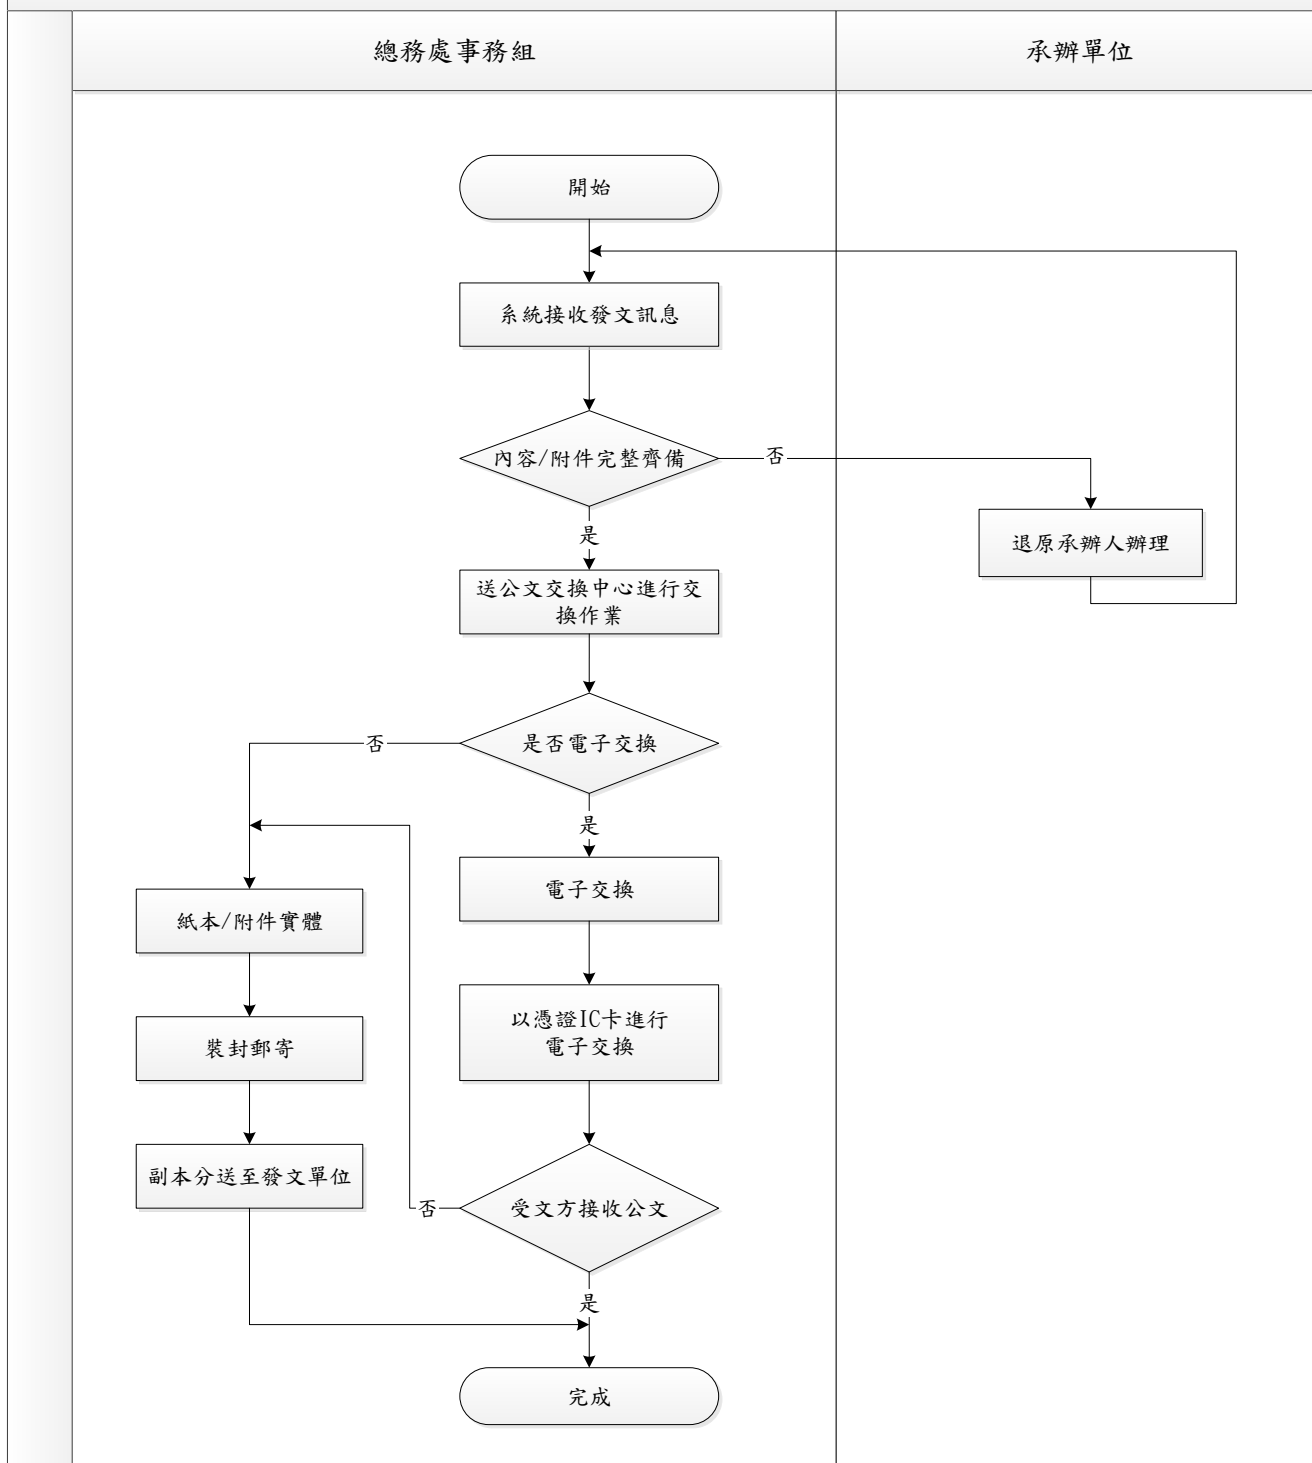 總務處事務組
承辦單位
開始
系統接收發文訊息
內容/附件完整齊備
否
是
退原承辦人辦理
送公文交換中心進行交
換作業
是否電子交換
否
是
電子交換
紙本/附件實體
以憑證IC卡進行
電子交換
裝封郵寄
副本分送至發文單位
受文方接收公文
否
是
完成